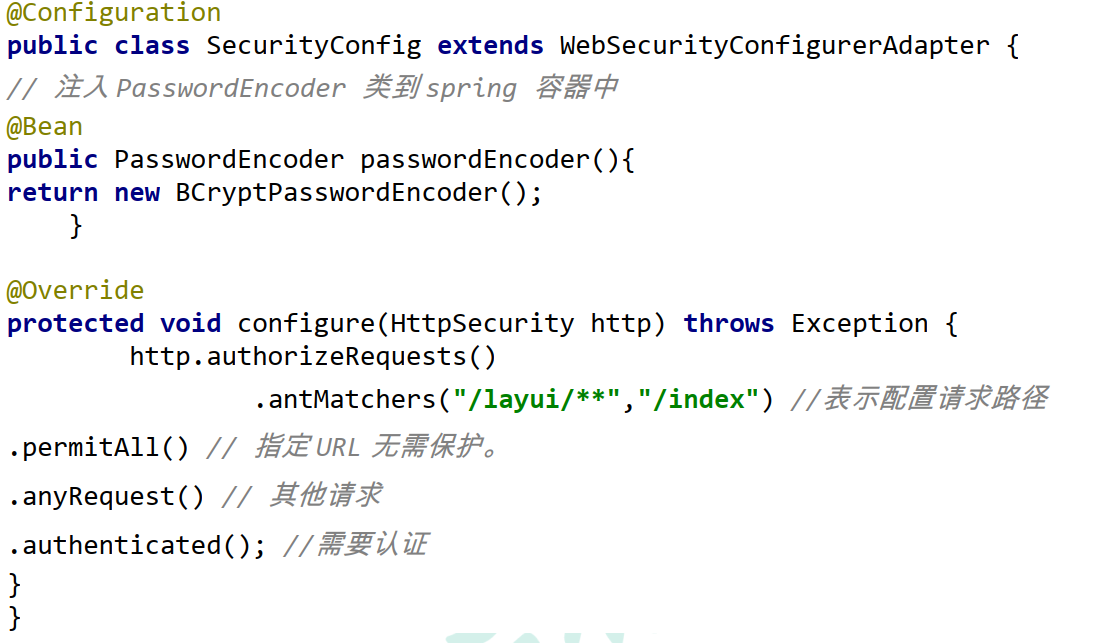 @Configuration
public class SecurityConfig extends WebSecurityConfigurerAdapter {
// 注入 PasswordEncoder 类到 spring 容器中
@Bean
public PasswordEncoder passwordEncoder(){
return new BCryptPasswordEncoder();
}
@Override
protected void configure(HttpSecurity http) throws Exception {
http.authorizeRequests()
.antMatchers("/layui/**","/index") //表示配置请求路径
.permitAll() // 指定 URL 无需保护。
.anyRequest() // 其他请求
.authenticated(); //需要认证
}
}